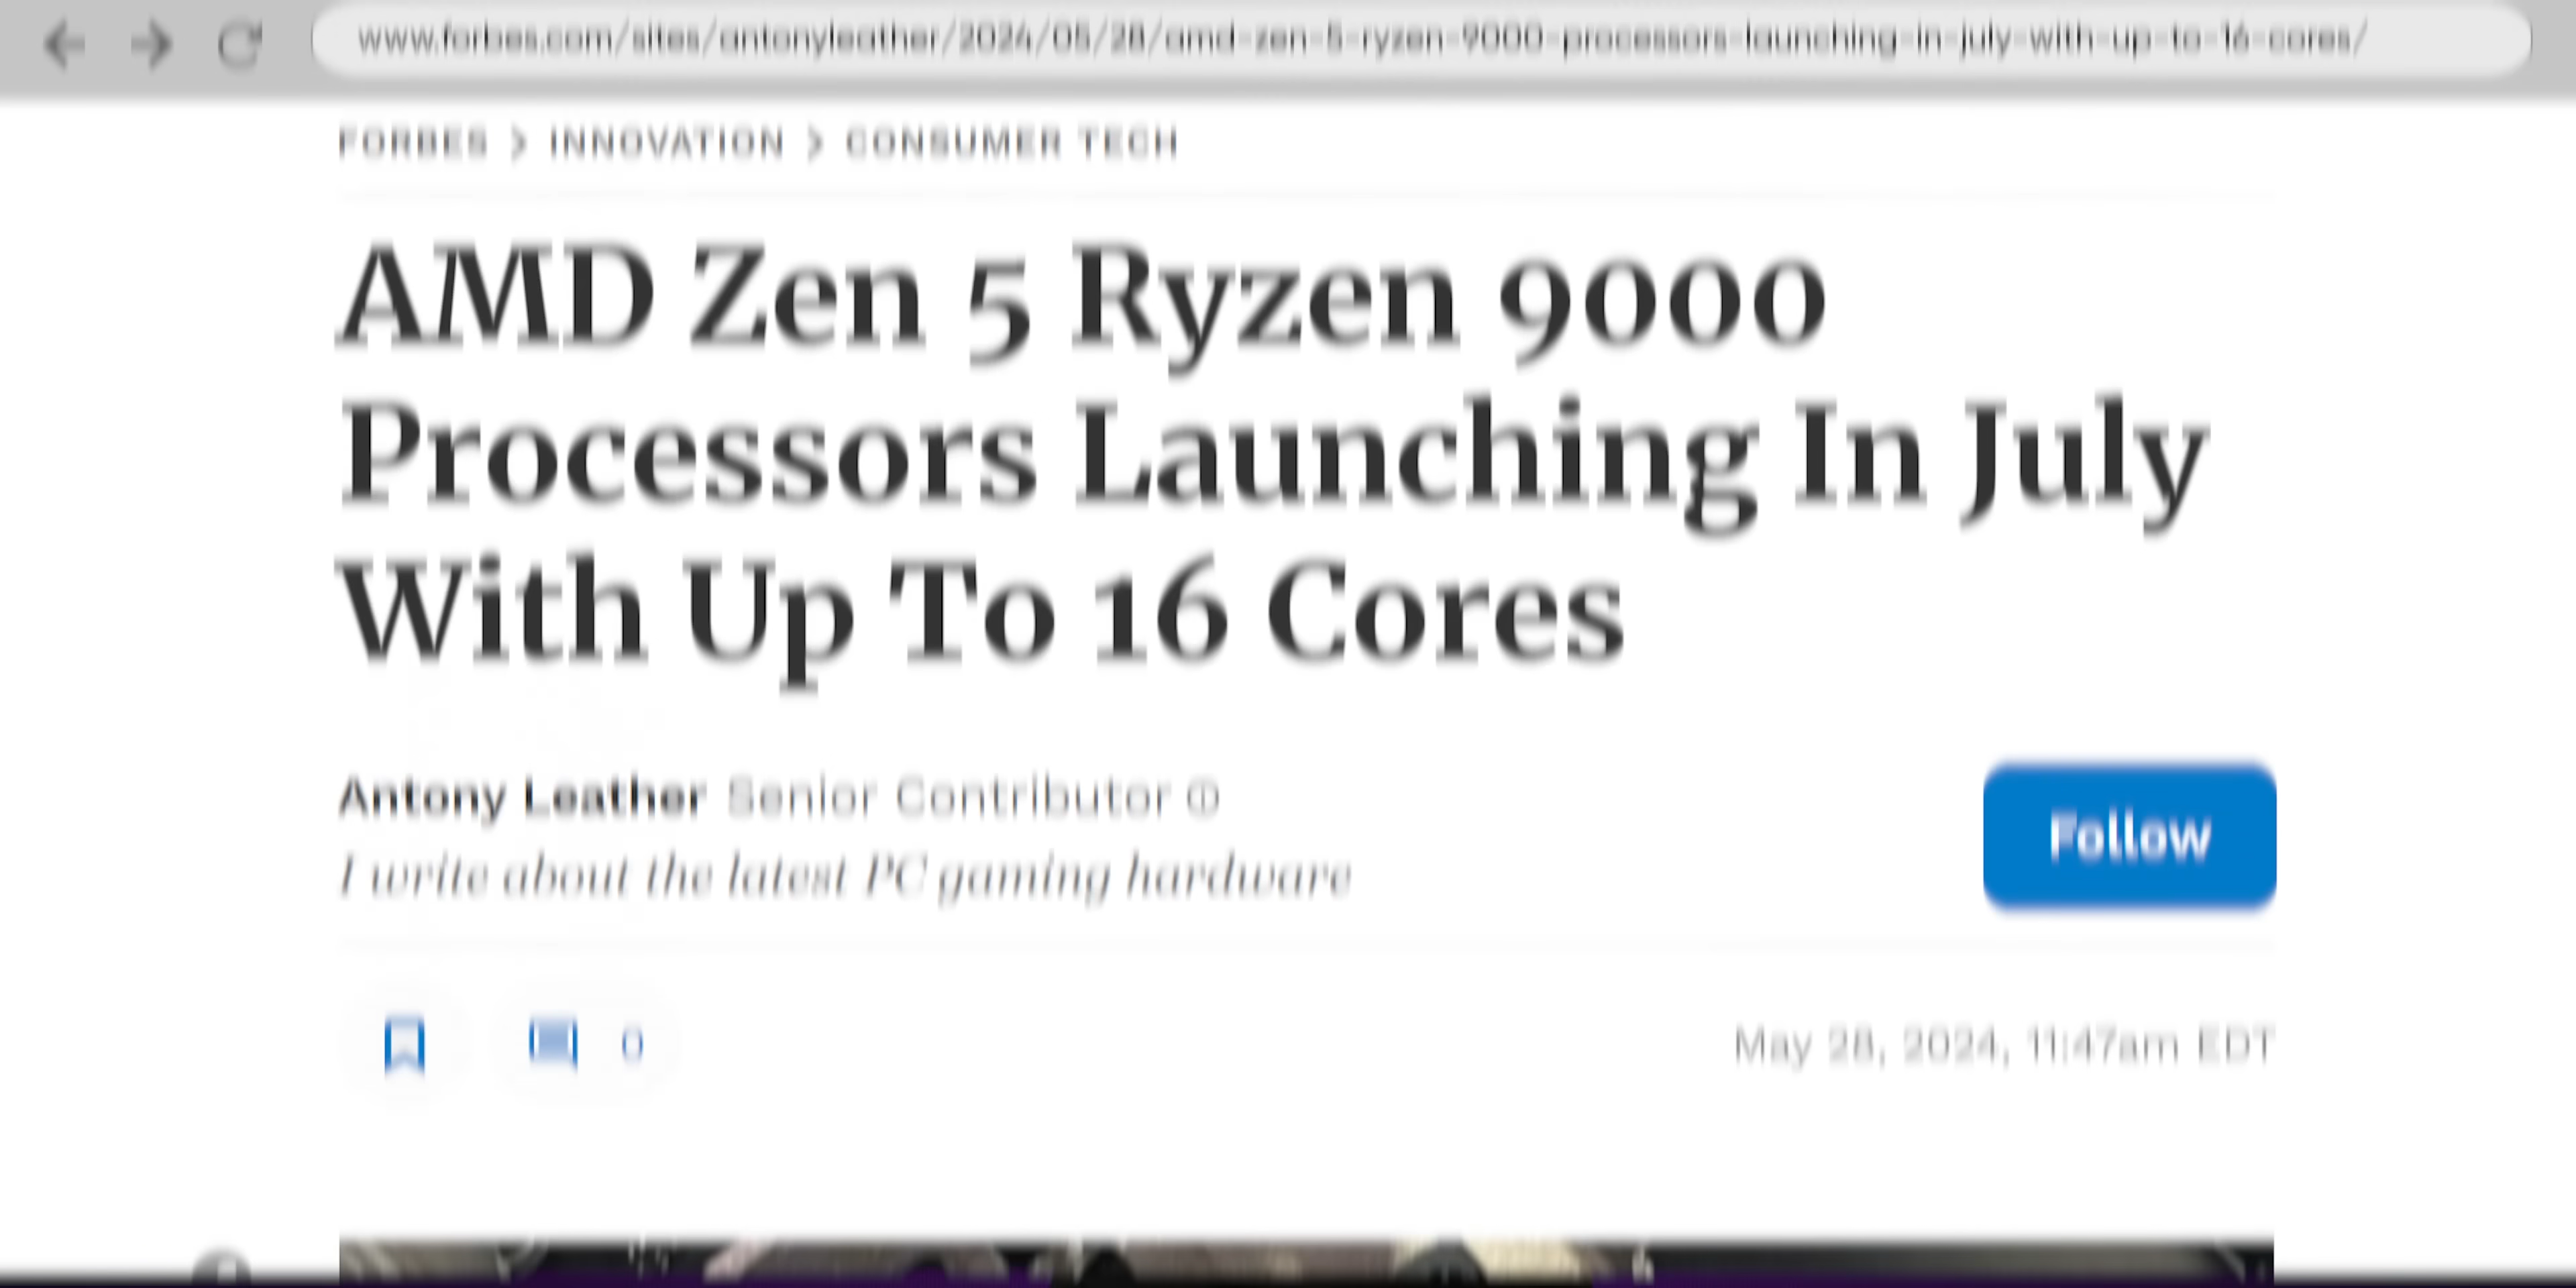 www.forbes.com/sites/antonyleather/2024/05/28/amd-zen-5-ryzen-9000-processors-launching-in-july-with-up-to-16-cores/
FORBES > INNOVATION > CONSUMER TECH
AMD Zen 5 Ryzen 9000
Processors Launching In July
With Up To 16 Cores
Antony Leather Senior Contributor
I write about the latest PC gaming hardware
Follow
0
May 28, 2024, 11:47am EDT